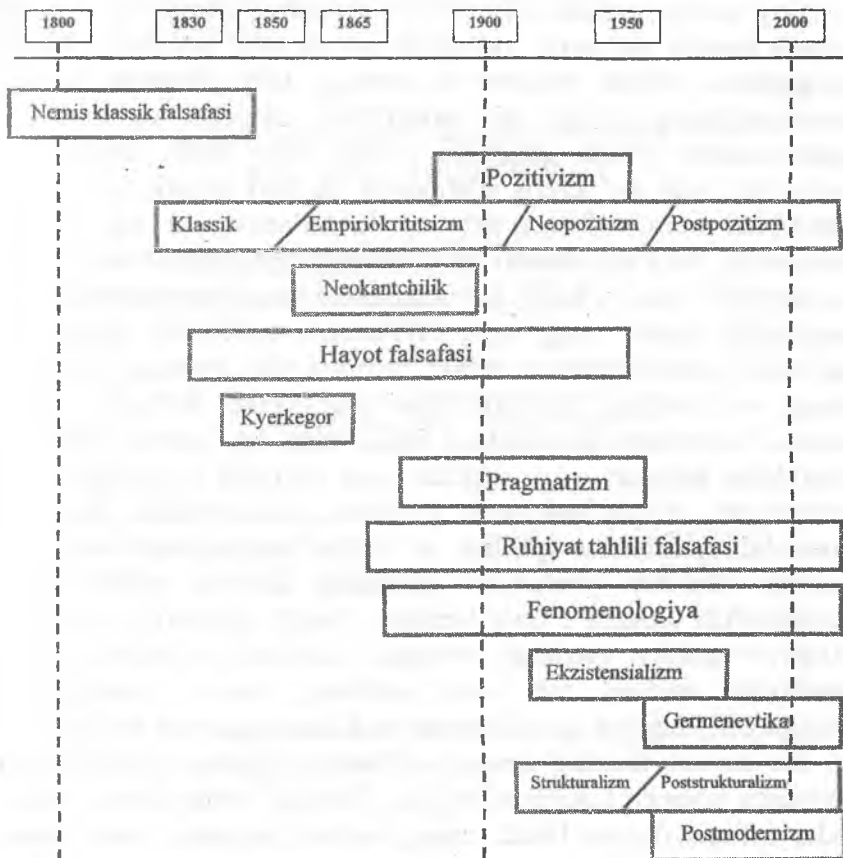 1800 1830 1850 1865 1900 1950 2000
Nemis klassik falsafasi
Pozitivizm
Klassik / Empiriokrititsizm / Neopozitizm / Postpozitizm
Neokantchilik
Hayot falsafasi
Kyerkegor
Pragmatizm
Ruhiyat tahlili falsafasi
Fenomenologiya
Ekzistensializm
Germenevtika
Strukturalizm / Poststrukturalizm
Postmodernizm